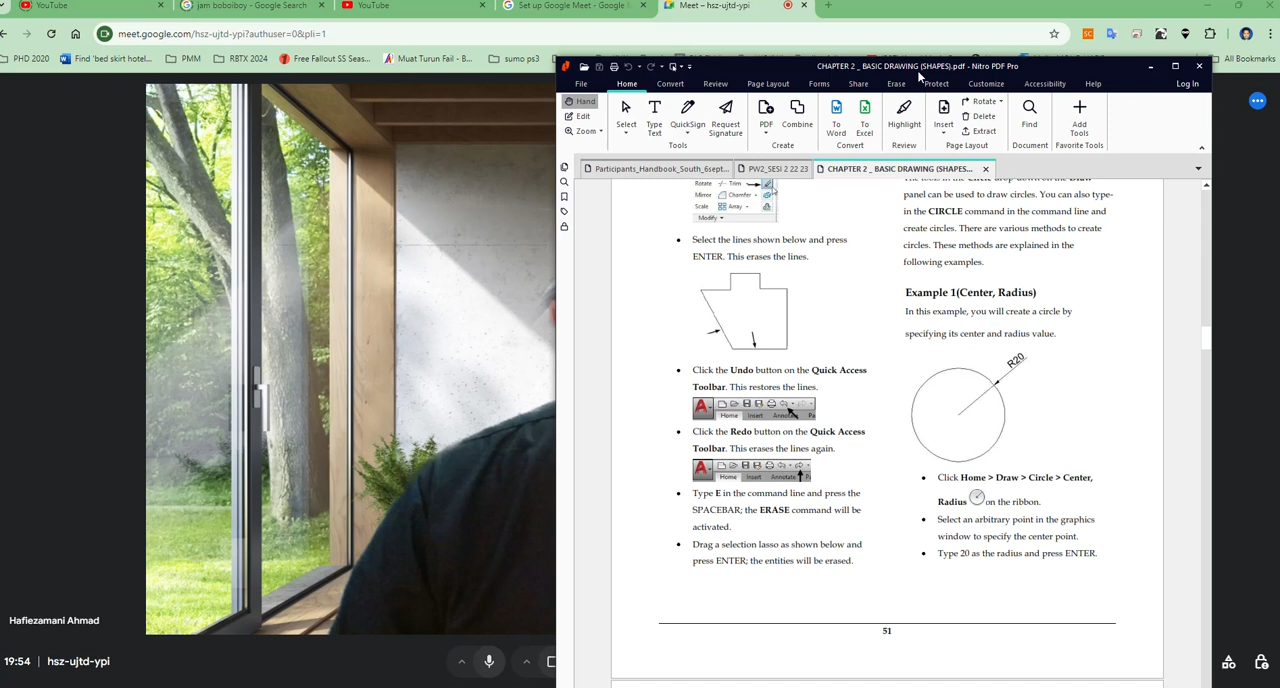 YouTube
jam boboiboy - Google Search
YouTube
Set up Google Meet - Google
Meet – hsz-ujtd-ypi
meet.google.com/hsz-ujtd-ypi?authuser=0&pli=1
PHD 2020
Find 'bed skirt hotel...
PMM
RBTX 2024
Free Fallout SS Seas...
Muat Turun Fail - B...
sumo ps3
All Bookmarks
CHAPTER 2 _ BASIC DRAWING (SHAPES).pdf - Nitro PDF Pro
File
Home
Convert
Review
Page Layout
Forms
Share
Erase
Protect
Customize
Accessibility
Help
Log In
Hand
Edit
Zoom
Select
Type Text
QuickSign
Request Signature
Tools
PDF
Combine
Create
To Word
To Excel
Convert
Highlight
Review
Insert
Rotate
Delete
Extract
Page Layout
Find
Document
Add Tools
Favorite Tools
Participants_Handbook_South_6sept...
PW2_SESI 2 22 23
CHAPTER 2 _ BASIC DRAWING (SHAPES...
Rotate Trim
Mirror Chamfer
Scale Array
Modify
• Select the lines shown below and press
ENTER. This erases the lines.
• Click the Undo button on the Quick Access
Toolbar. This restores the lines.
Home Insert Annotate Pa
• Click the Redo button on the Quick Access
Toolbar. This erases the lines again.
Home Insert Annotate
• Type E in the command line and press the
SPACEBAR; the ERASE command will be
activated.
• Drag a selection lasso as shown below and
press ENTER; the entities will be erased.
panel can be used to draw circles. You can also type-
in the CIRCLE command in the command line and
create circles. There are various methods to create
circles. These methods are explained in the
following examples.
Example 1(Center, Radius)
In this example, you will create a circle by
specifying its center and radius value.
R20
• Click Home > Draw > Circle > Center,
Radius on the ribbon.
• Select an arbitrary point in the graphics
window to specify the center point.
• Type 20 as the radius and press ENTER.
51
Hafiezamani Ahmad
19:54 | hsz-ujtd-ypi